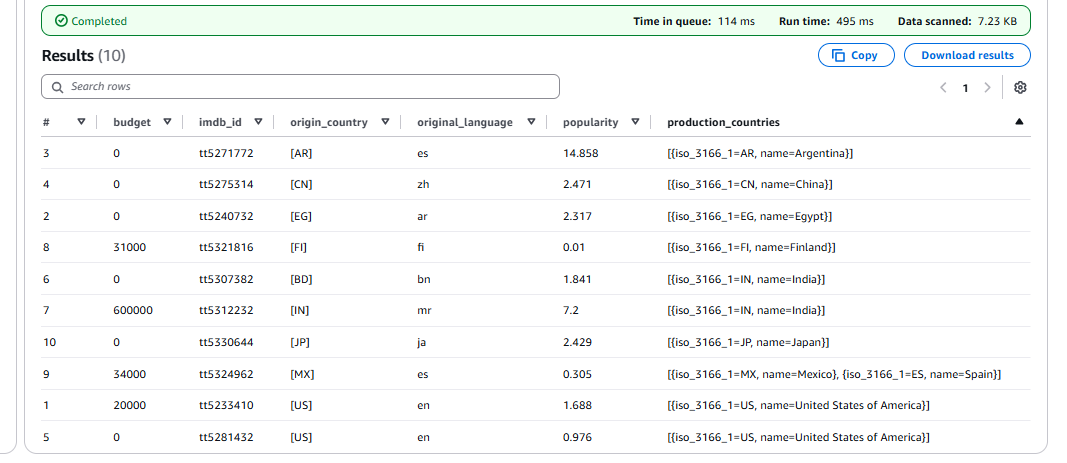 Completed Time in queue: 114 ms Run time: 495 ms Data scanned: 7.23 KB
Results (10) Copy Download results
Search rows 1
# budget imdb_id origin_country original_language popularity production_countries
3 0 tt5271772 [AR] es 14.858 [{iso_3166_1=AR, name=Argentina}]
4 0 tt5275314 [CN] zh 2.471 [{iso_3166_1=CN, name=China}]
2 0 tt5240732 [EG] ar 2.317 [{iso_3166_1=EG, name=Egypt}]
8 31000 tt5321816 [FI] fi 0.01 [{iso_3166_1=FI, name=Finland}]
6 0 tt5307382 [BD] bn 1.841 [{iso_3166_1=IN, name=India}]
7 600000 tt5312232 [IN] mr 7.2 [{iso_3166_1=IN, name=India}]
10 0 tt5330644 [JP] ja 2.429 [{iso_3166_1=JP, name=Japan}]
9 34000 tt5324962 [MX] es 0.305 [{iso_3166_1=MX, name=Mexico}, {iso_3166_1=ES, name=Spain}]
1 20000 tt5233410 [US] en 1.688 [{iso_3166_1=US, name=United States of America}]
5 0 tt5281432 [US] en 0.976 [{iso_3166_1=US, name=United States of America}]